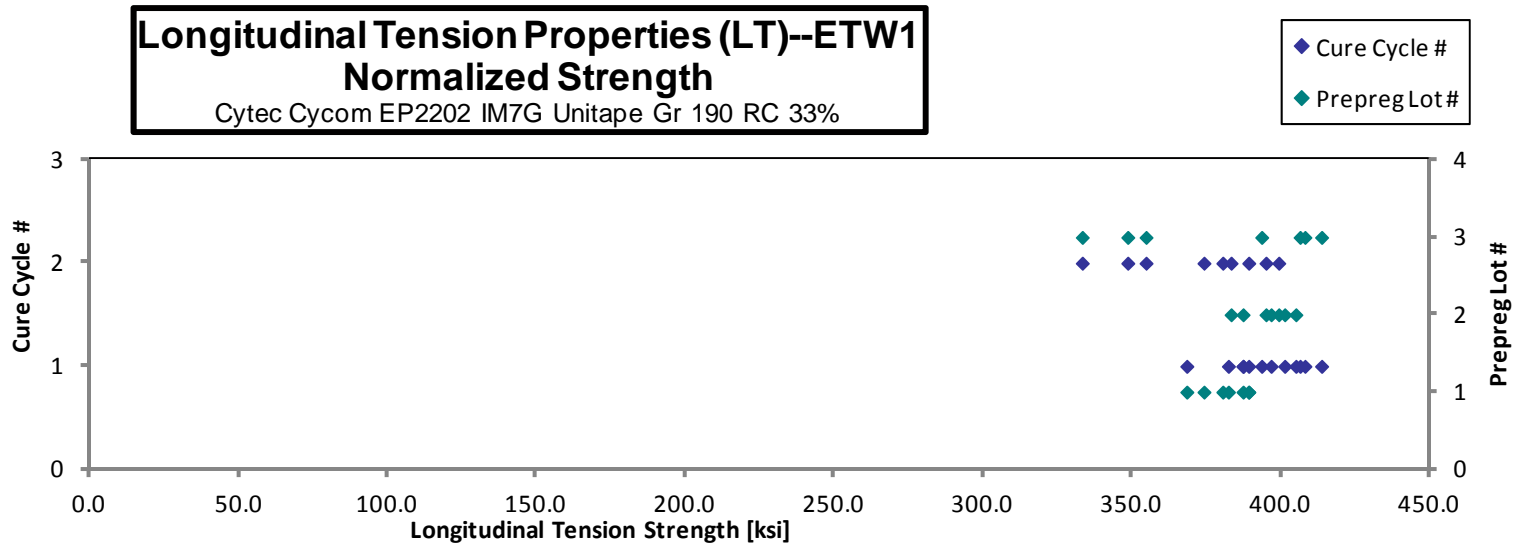 Longitudinal Tension Properties (LT)--ETW1
Normalized Strength
Cytec Cycom EP2202 IM7G Unitape Gr 190 RC 33%
Cure Cycle #
Prepreg Lot #
3
2
1
0
Cure Cycle #
4
3
2
1
0
Prepreg Lot #
0.0 50.0 100.0 150.0 200.0 250.0 300.0 350.0 400.0 450.0
Longitudinal Tension Strength [ksi]